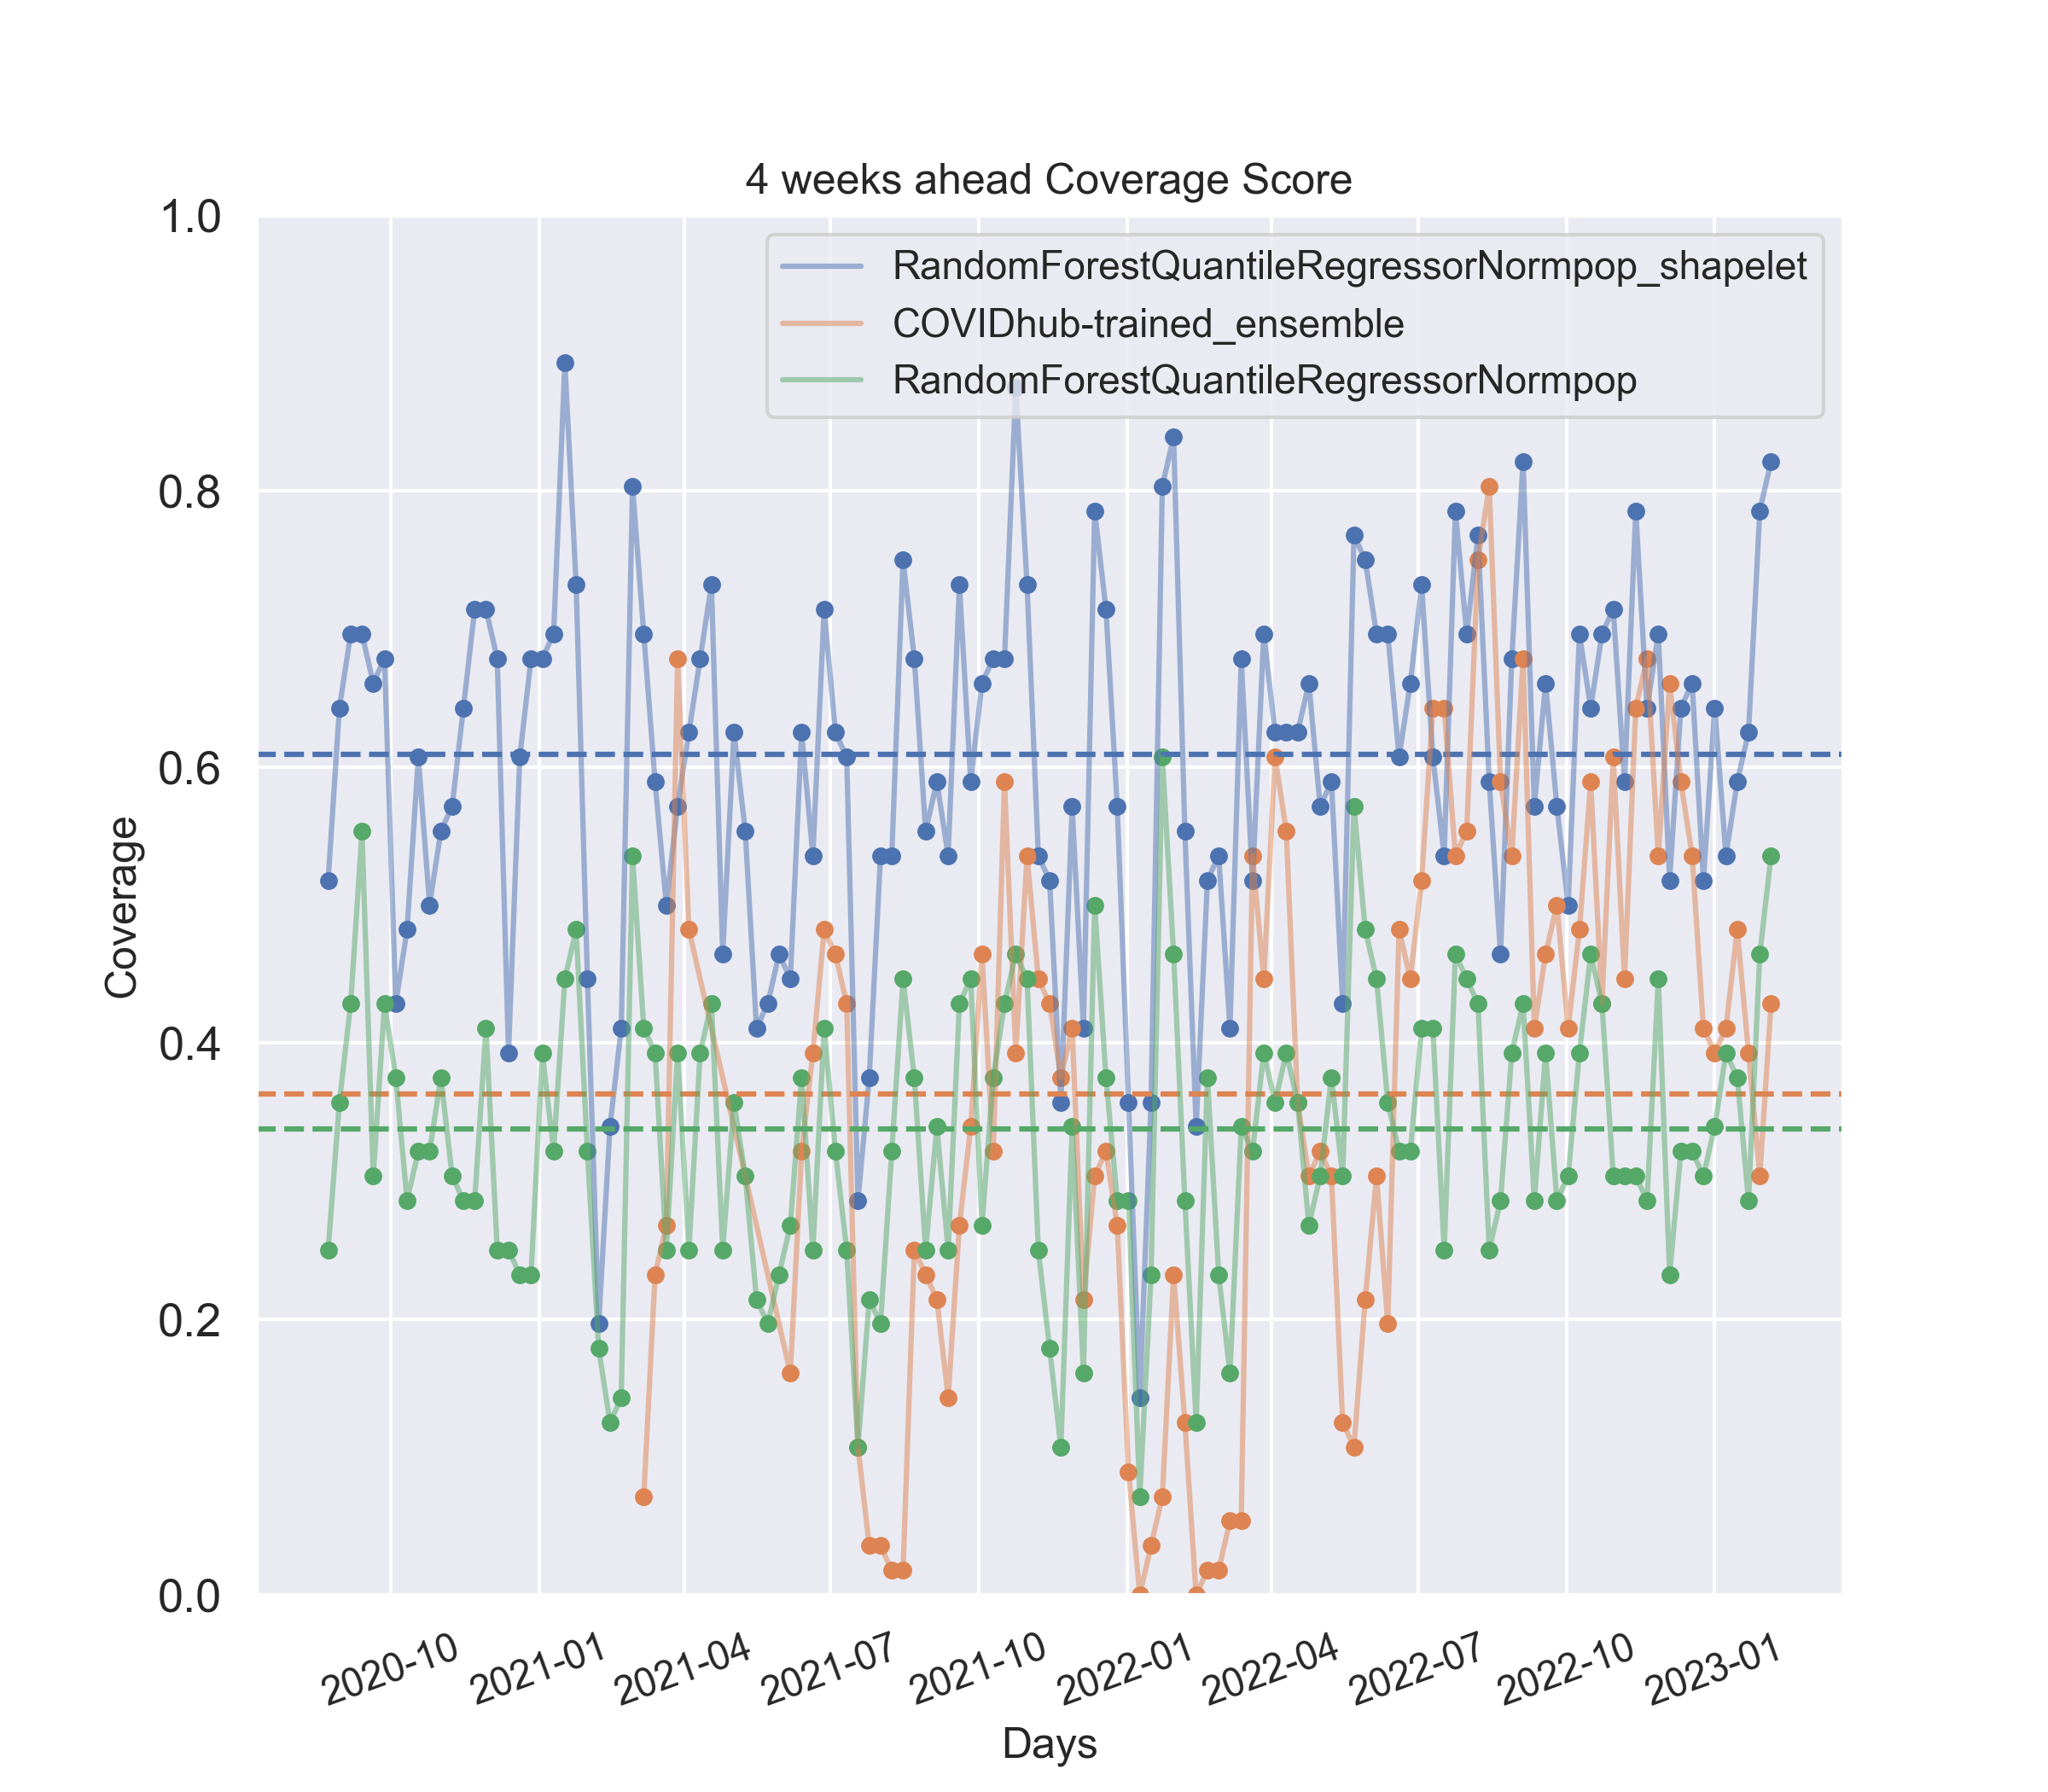 4 weeks ahead Coverage Score
1.0
0.8
0.6
0.4
0.2
0.0
Coverage
RandomForestQuantileRegressorNormpop_shapelet
COVIDhub-trained_ensemble
RandomForestQuantileRegressorNormpop
2020-10
2021-01
2021-04
2021-07
2021-10
2022-01
2022-04
2022-07
2022-10
2023-01
Days